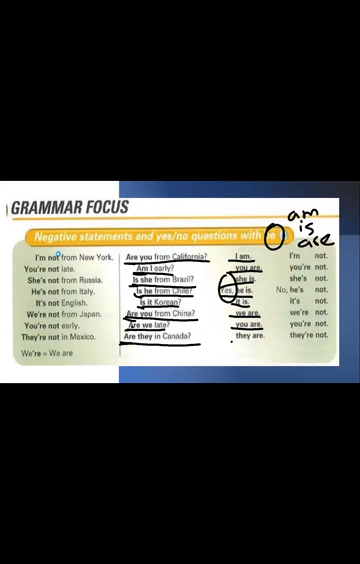 GRAMMAR FOCUS
am
is
are
Negative statements and yes/no questions with be
I'm not from New York. Are you from California? I am. I'm not.
You're not late. Am I early? you are. you're not.
She's not from Russia. Is she from Brazil? she is. she's not.
He's not from Italy. Is he from Chile? Yes, he is. No, he's not.
It's not English. Is it Korean? it is. it's not.
We're not from Japan. Are you from China? we are. we're not.
You're not early. Are we late? you are. you're not.
They're not in Mexico. Are they in Canada? they are. they're not.
We're = We are